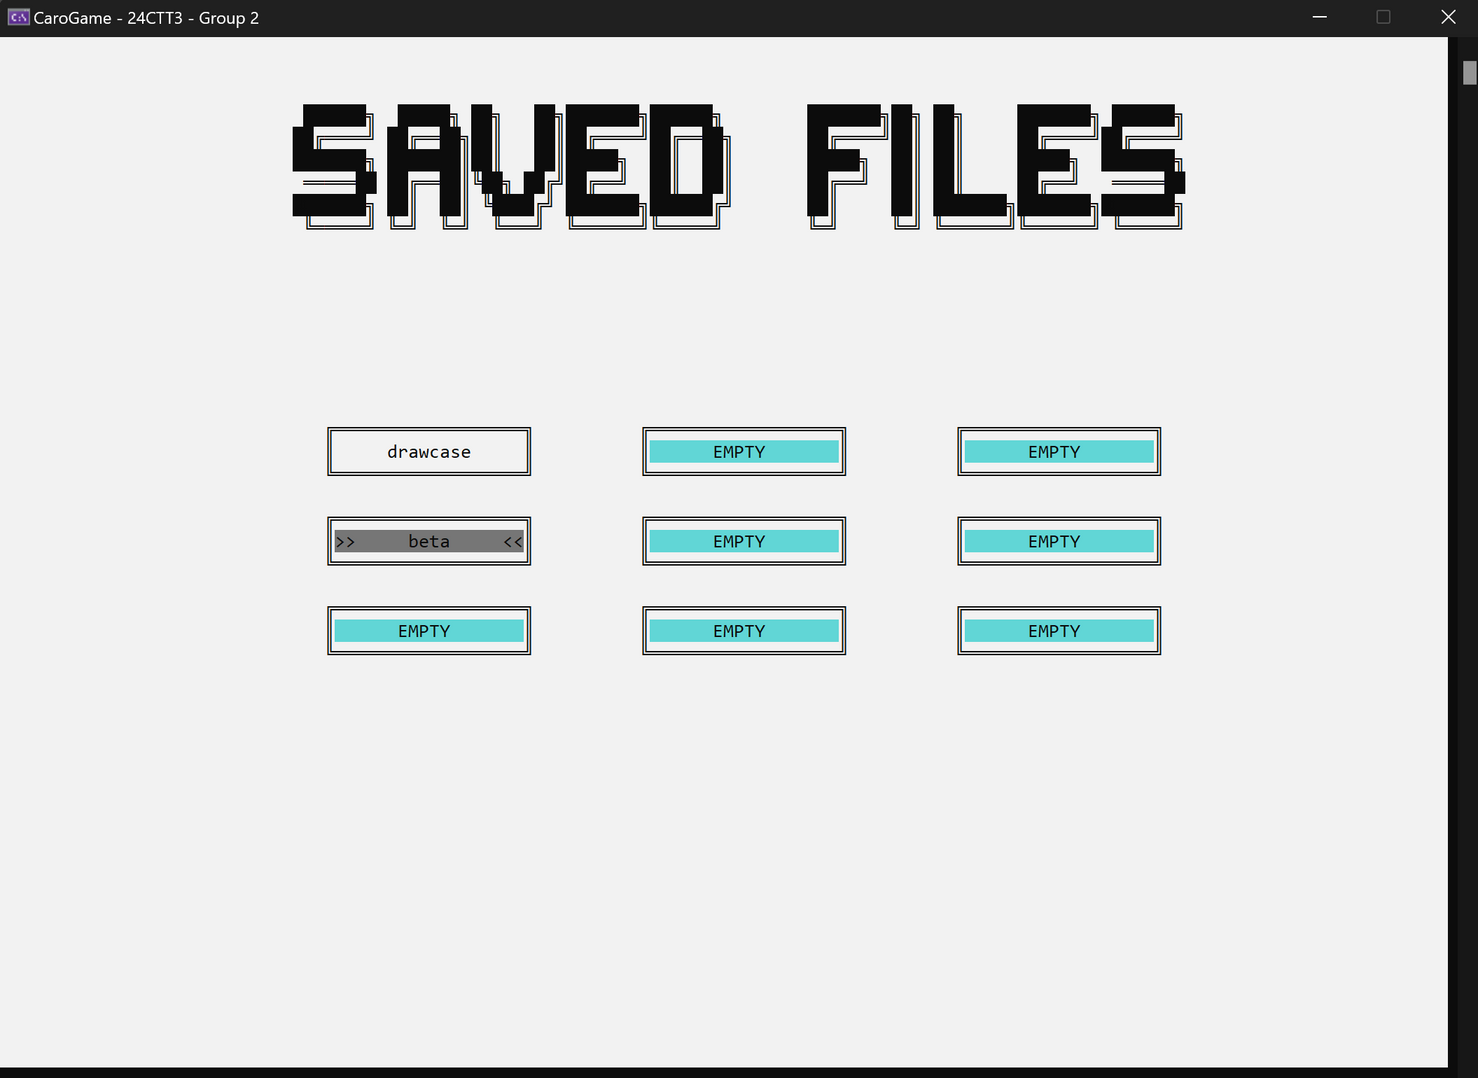 CaroGame - 24CTT3 - Group 2
SAVED FILES
drawcase EMPTY EMPTY
>> beta << EMPTY EMPTY
EMPTY EMPTY EMPTY